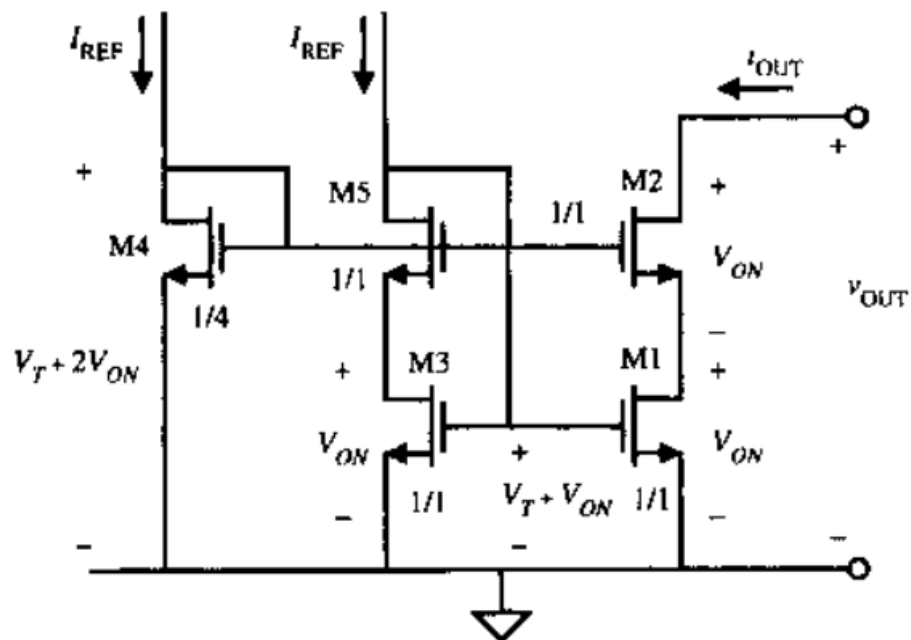 I_REF
I_REF
i_OUT
+
+
M5
1/1
M2
+
M4
1/1
V_ON
v_OUT
1/4
−
V_T + 2V_ON
+
M3
M1
+
V_ON
+
V_ON
1/1
V_T + V_ON
1/1
−
−
−
−
−